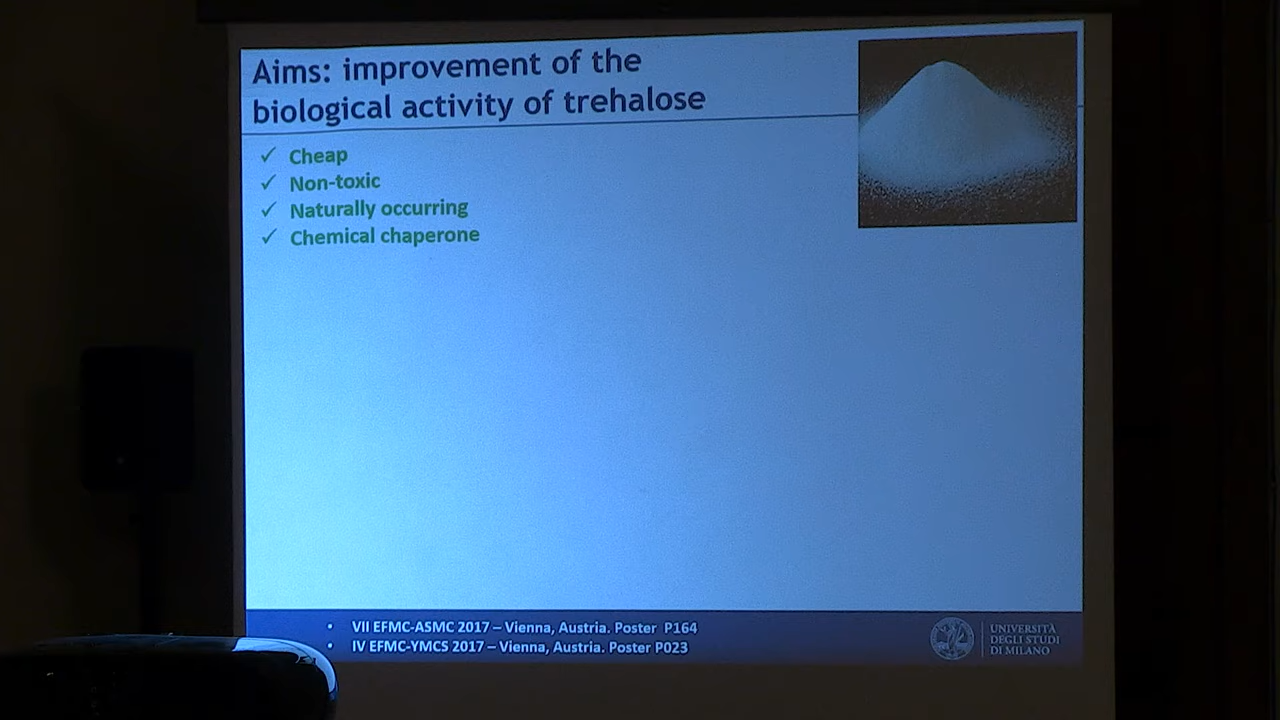 Aims: improvement of the
biological activity of trehalose
✓ Cheap
✓ Non-toxic
✓ Naturally occurring
✓ Chemical chaperone
• VII EFMC-ASMC 2017 – Vienna, Austria. Poster P164
• IV EFMC-YMCS 2017 – Vienna, Austria. Poster P023
UNIVERSITÀ
DEGLI STUDI
DI MILANO